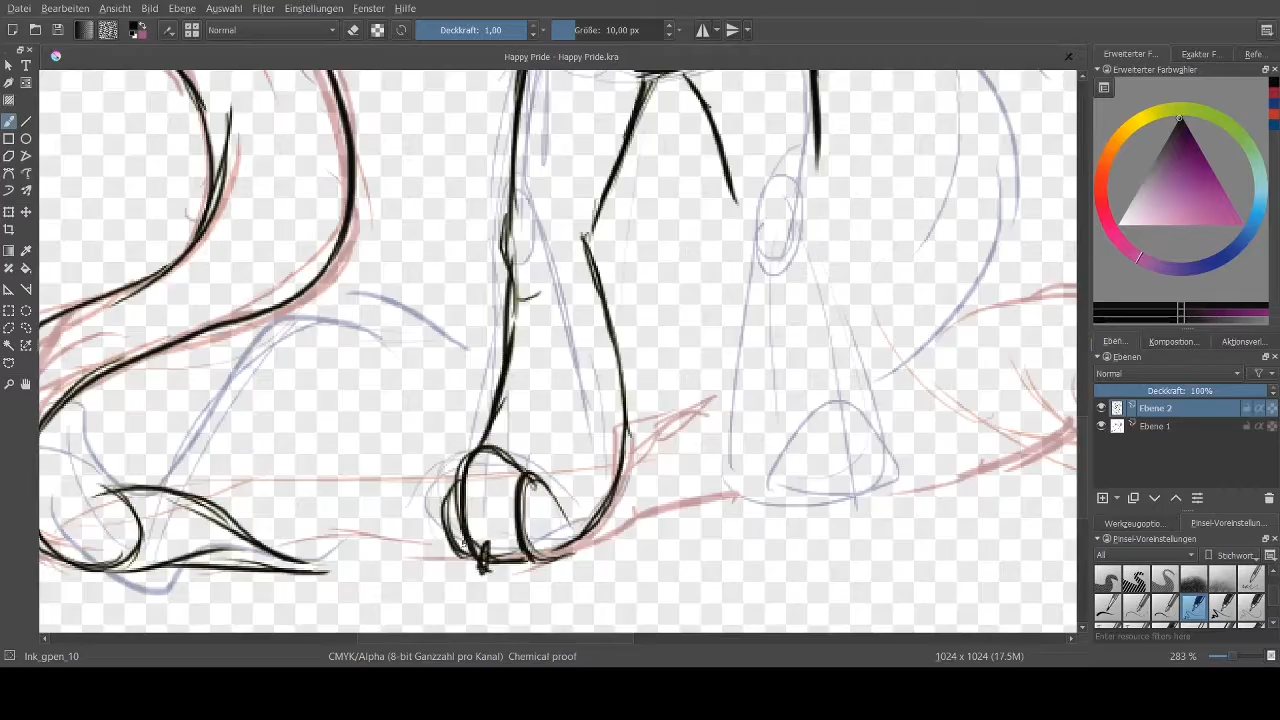 Datei Bearbeiten Ansicht Bild Ebene Auswahl Filter Einstellungen Fenster Hilfe
Normal Deckkraft: 1,00 Größe: 10,00 px
Happy Pride - Happy Pride.kra
Erweiterter F... Exakter F... Refe...
Erweiterter Farbwähler
Eben... Kompositon... Aktionsverl...
Ebenen
Normal
Deckkraft: 100%
Ebene 2
Ebene 1
Werkzeugoptio... Pinsel-Voreinstellun...
Pinsel-Voreinstellungen
All Stichwort...
Enter resource filters here
Ink_gpen_10 CMYK/Alpha (8-bit Ganzzahl pro Kanal) Chemical proof 1024 x 1024 (17.5M) 283 %